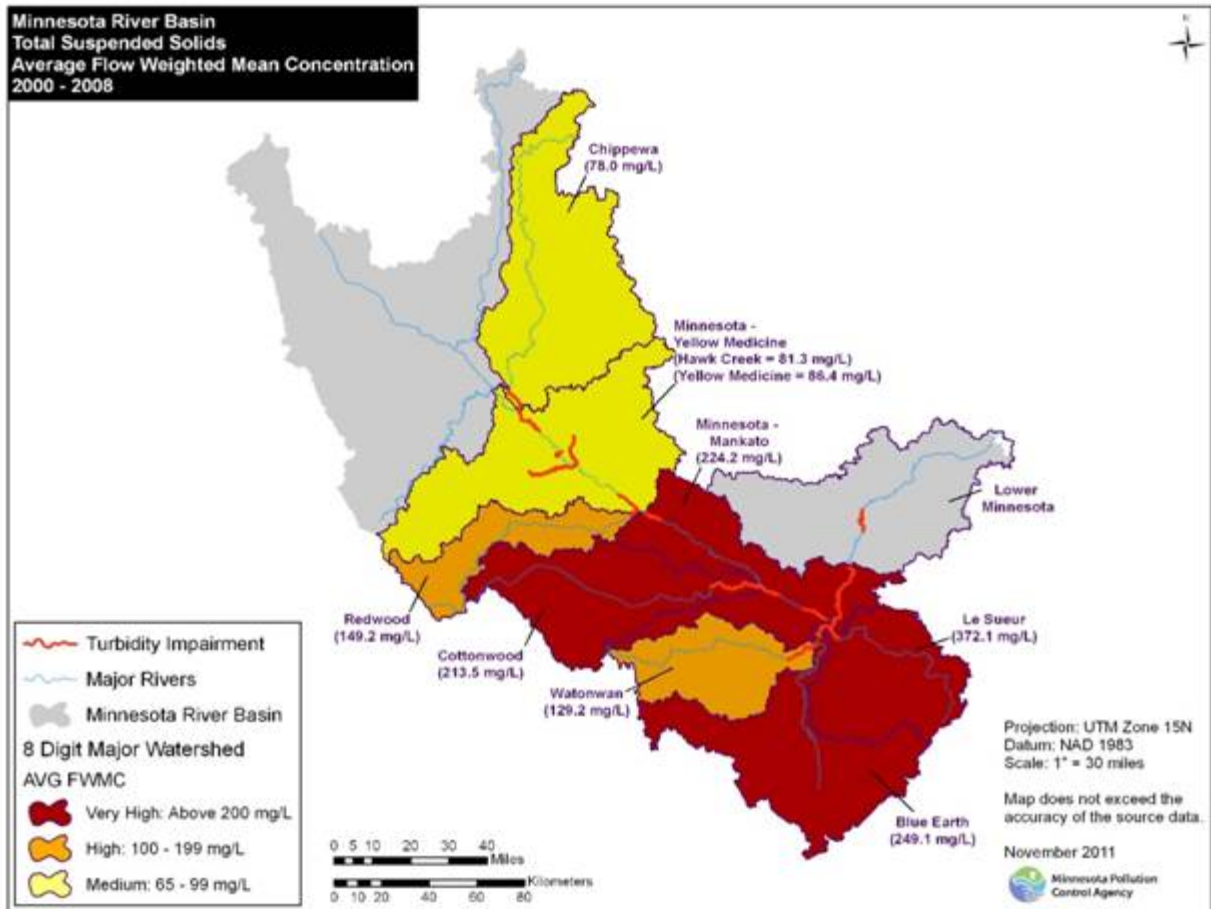 Minnesota River Basin
Total Suspended Solids
Average Flow Weighted Mean Concentration
2000 - 2008
N
Chippewa
(78.0 mg/L)
Minnesota -
Yellow Medicine
(Hawk Creek = 81.3 mg/L)
(Yellow Medicine = 86.4 mg/L)
Minnesota -
Mankato
(224.2 mg/L)
Lower
Minnesota
Redwood
(149.2 mg/L)
Cottonwood
(213.5 mg/L)
Watonwan
(129.2 mg/L)
Le Sueur
(372.1 mg/L)
Blue Earth
(249.1 mg/L)
Turbidity Impairment
Major Rivers
Minnesota River Basin
8 Digit Major Watershed
AVG FWMC
Very High: Above 200 mg/L
High: 100 - 199 mg/L
Medium: 65 - 99 mg/L
0 5 10 20 30 40
Miles
0 10 20 40 60 80
Kilometers
Projection: UTM Zone 15N
Datum: NAD 1983
Scale: 1" = 30 miles
Map does not exceed the
accuracy of the source data.
November 2011
Minnesota Pollution
Control Agency